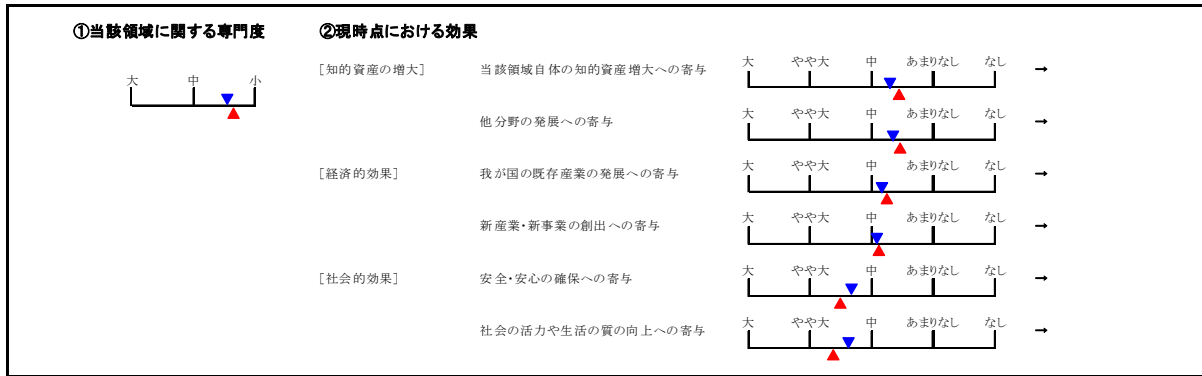 ①当該領域に関する専門度 ②現時点における効果
大 中 小
[知的資産の増大] 当該領域自体の知的資産増大への寄与 大 やや大 中 あまりなし なし →
他分野の発展への寄与 大 やや大 中 あまりなし なし →
[経済的効果] 我が国の既存産業の発展への寄与 大 やや大 中 あまりなし なし →
新産業・新事業の創出への寄与 大 やや大 中 あまりなし なし →
[社会的効果] 安全・安心の確保への寄与 大 やや大 中 あまりなし なし →
社会の活力や生活の質の向上への寄与 大 やや大 中 あまりなし なし →